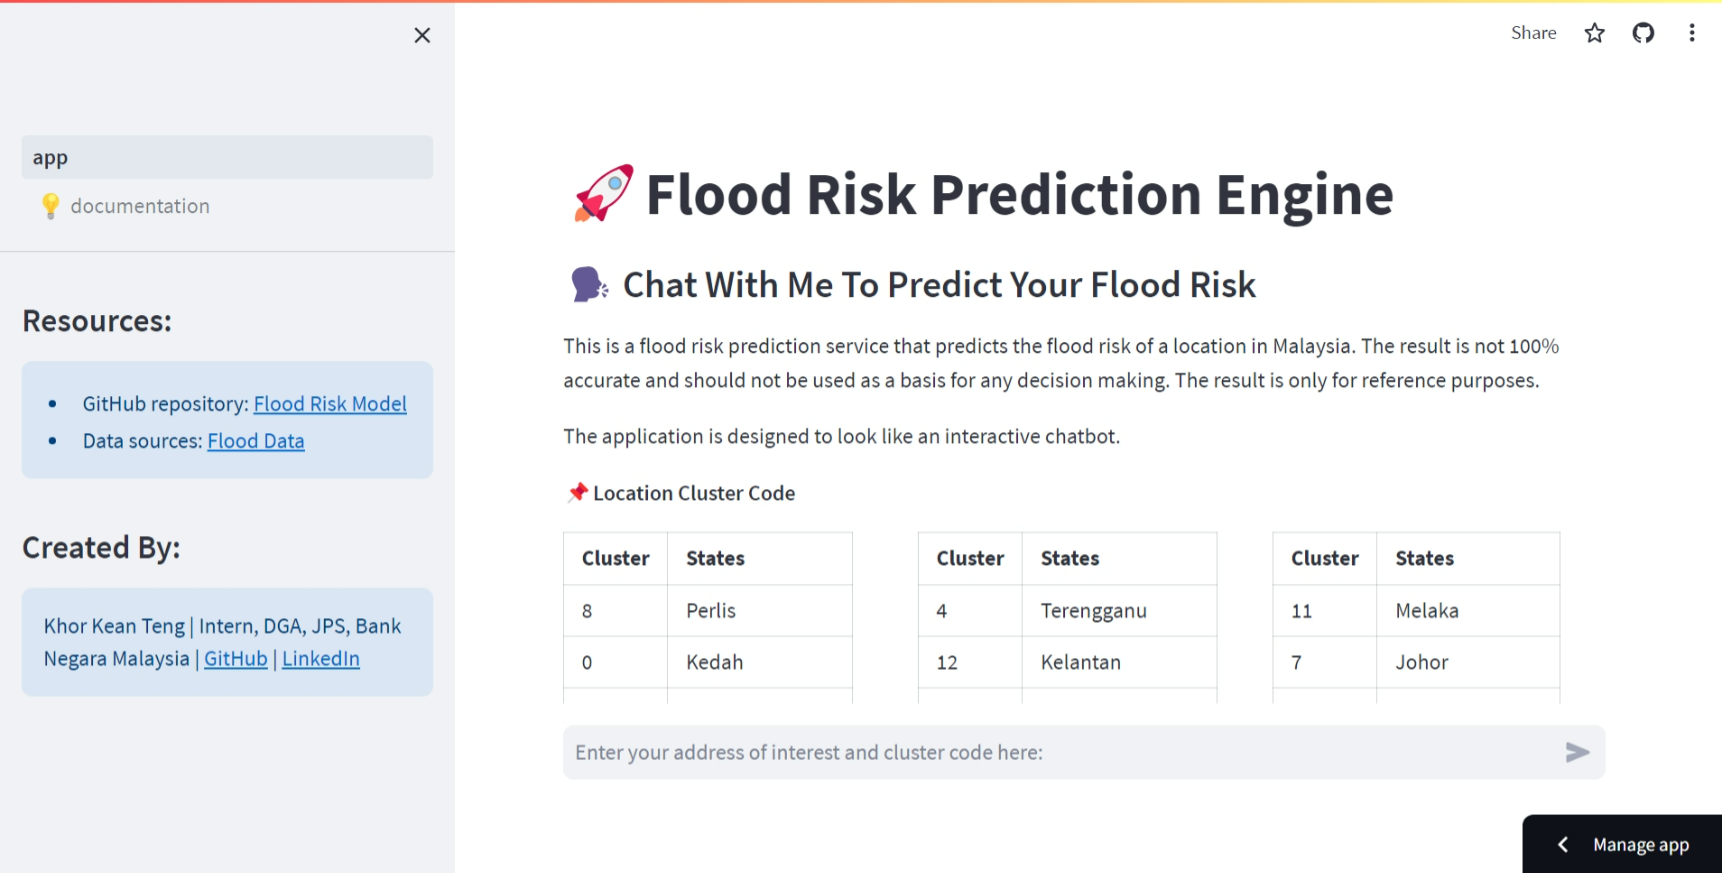 Share
app
documentation
Resources:
GitHub repository: Flood Risk Model
Data sources: Flood Data
Created By:
Khor Kean Teng | Intern, DGA, JPS, Bank
Negara Malaysia | GitHub | LinkedIn
Flood Risk Prediction Engine
Chat With Me To Predict Your Flood Risk
This is a flood risk prediction service that predicts the flood risk of a location in Malaysia. The result is not 100%
accurate and should not be used as a basis for any decision making. The result is only for reference purposes.
The application is designed to look like an interactive chatbot.
Location Cluster Code
Cluster States
8 Perlis
0 Kedah
Cluster States
4 Terengganu
12 Kelantan
Cluster States
11 Melaka
7 Johor
Enter your address of interest and cluster code here:
Manage app